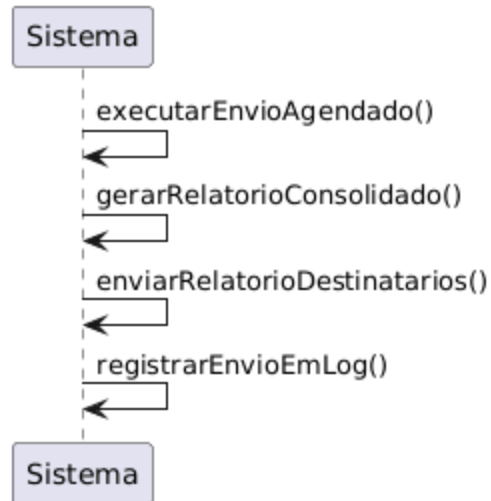 Sistema
executarEnvioAgendado()
gerarRelatorioConsolidado()
enviarRelatorioDestinatarios()
registrarEnvioEmLog()
Sistema